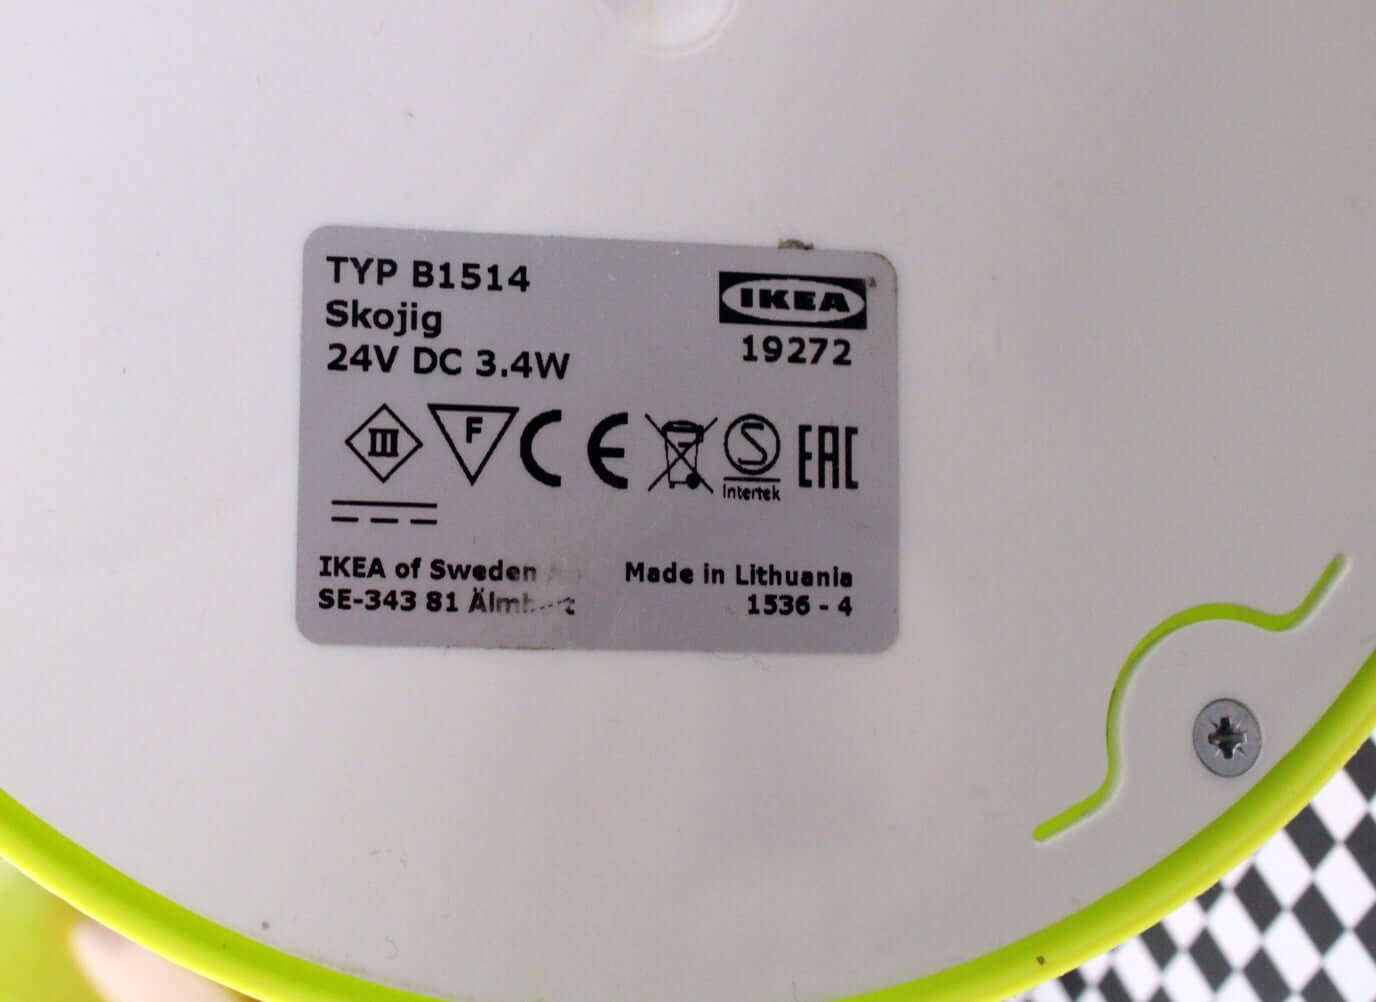 TYP B1514
Skojig
24V DC 3.4W
IKEA
19272
III F CE S EAC
Intertek
IKEA of Sweden
SE-343 81
Made in Lithuania
1536 - 4